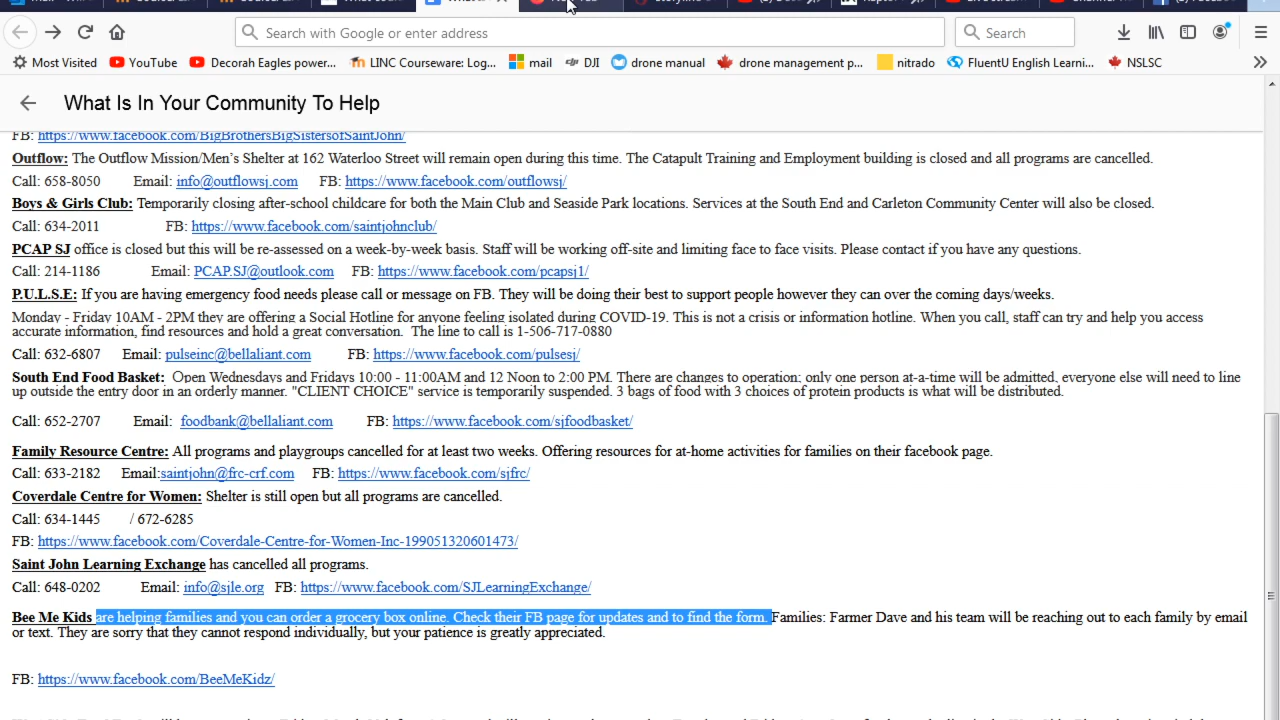 Search with Google or enter address
Search
Most Visited YouTube Decorah Eagles power... LINC Courseware: Log... mail DJI drone manual drone management p... nitrado FluentU English Learni... NSLSC
What Is In Your Community To Help
FB: https://www.facebook.com/BigBrothersBigSistersofSaintJohn/
Outflow: The Outflow Mission/Men's Shelter at 162 Waterloo Street will remain open during this time. The Catapult Training and Employment building is closed and all programs are cancelled.
Call: 658-8050 Email: info@outflowsj.com FB: https://www.facebook.com/outflowsj/
Boys & Girls Club: Temporarily closing after-school childcare for both the Main Club and Seaside Park locations. Services at the South End and Carleton Community Center will also be closed.
Call: 634-2011 FB: https://www.facebook.com/saintjohnclub/
PCAP SJ office is closed but this will be re-assessed on a week-by-week basis. Staff will be working off-site and limiting face to face visits. Please contact if you have any questions.
Call: 214-1186 Email: PCAP.SJ@outlook.com FB: https://www.facebook.com/pcapsj1/
P.U.L.S.E: If you are having emergency food needs please call or message on FB. They will be doing their best to support people however they can over the coming days/weeks.
Monday - Friday 10AM - 2PM they are offering a Social Hotline for anyone feeling isolated during COVID-19. This is not a crisis or information hotline. When you call, staff can try and help you access
accurate information, find resources and hold a great conversation. The line to call is 1-506-717-0880
Call: 632-6807 Email: pulseinc@bellaliant.com FB: https://www.facebook.com/pulsesj/
South End Food Basket: Open Wednesdays and Fridays 10:00 - 11:00AM and 12 Noon to 2:00 PM. There are changes to operation: only one person at-a-time will be admitted, everyone else will need to line
up outside the entry door in an orderly manner. "CLIENT CHOICE" service is temporarily suspended. 3 bags of food with 3 choices of protein products is what will be distributed.
Call: 652-2707 Email: foodbank@bellaliant.com FB: https://www.facebook.com/sjfoodbasket/
Family Resource Centre: All programs and playgroups cancelled for at least two weeks. Offering resources for at-home activities for families on their facebook page.
Call: 633-2182 Email:saintjohn@frc-crf.com FB: https://www.facebook.com/sjfrc/
Coverdale Centre for Women: Shelter is still open but all programs are cancelled.
Call: 634-1445 / 672-6285
FB: https://www.facebook.com/Coverdale-Centre-for-Women-Inc-199051320601473/
Saint John Learning Exchange has cancelled all programs.
Call: 648-0202 Email: info@sjle.org FB: https://www.facebook.com/SJLearningExchange/
Bee Me Kids are helping families and you can order a grocery box online. Check their FB page for updates and to find the form. Families: Farmer Dave and his team will be reaching out to each family by email
or text. They are sorry that they cannot respond individually, but your patience is greatly appreciated.
FB: https://www.facebook.com/BeeMeKidz/